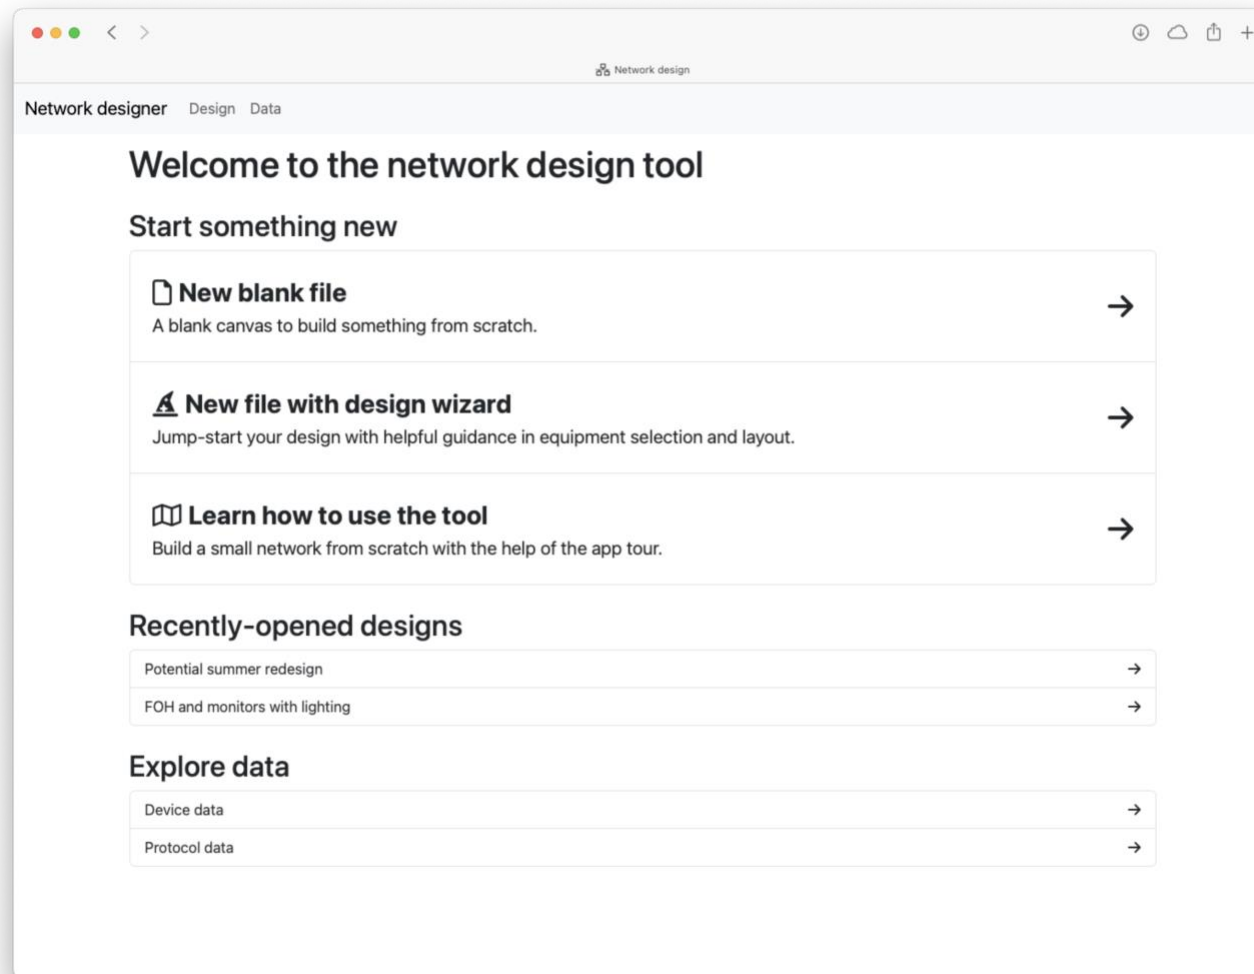 Network design
Network designer Design Data
Welcome to the network design tool
Start something new
New blank file
A blank canvas to build something from scratch.
New file with design wizard
Jump-start your design with helpful guidance in equipment selection and layout.
Learn how to use the tool
Build a small network from scratch with the help of the app tour.
Recently-opened designs
Potential summer redesign
FOH and monitors with lighting
Explore data
Device data
Protocol data